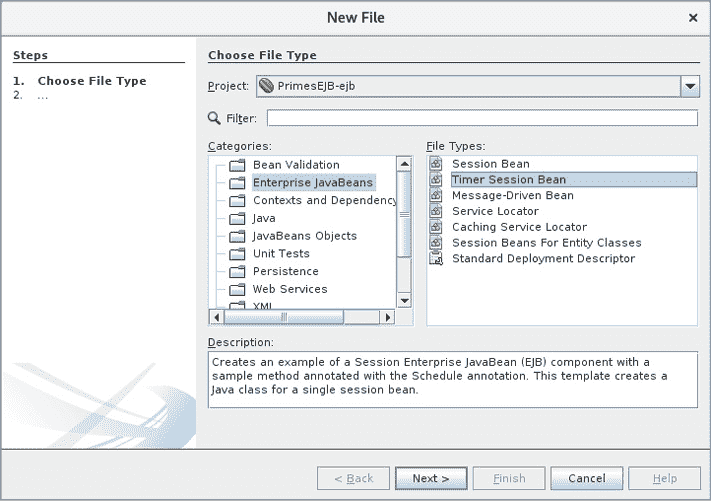 New File
Steps
1. Choose File Type
2. ...
Choose File Type
Project: PrimesEJB-ejb
Filter:
Categories:
Bean Validation
Enterprise JavaBeans
Contexts and Dependency
Java
JavaBeans Objects
Unit Tests
Persistence
Web Services
XML
File Types:
Session Bean
Timer Session Bean
Message-Driven Bean
Service Locator
Caching Service Locator
Session Beans For Entity Classes
Standard Deployment Descriptor
Description:
Creates an example of a Session Enterprise JavaBean (EJB) component with a
sample method annotated with the Schedule annotation. This template creates a
Java class for a single session bean.
< Back
Next >
Finish
Cancel
Help